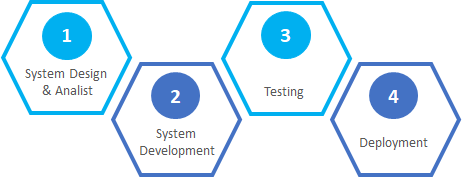 1
System Design
& Analist
2
System
Development
3
Testing
4
Deployment